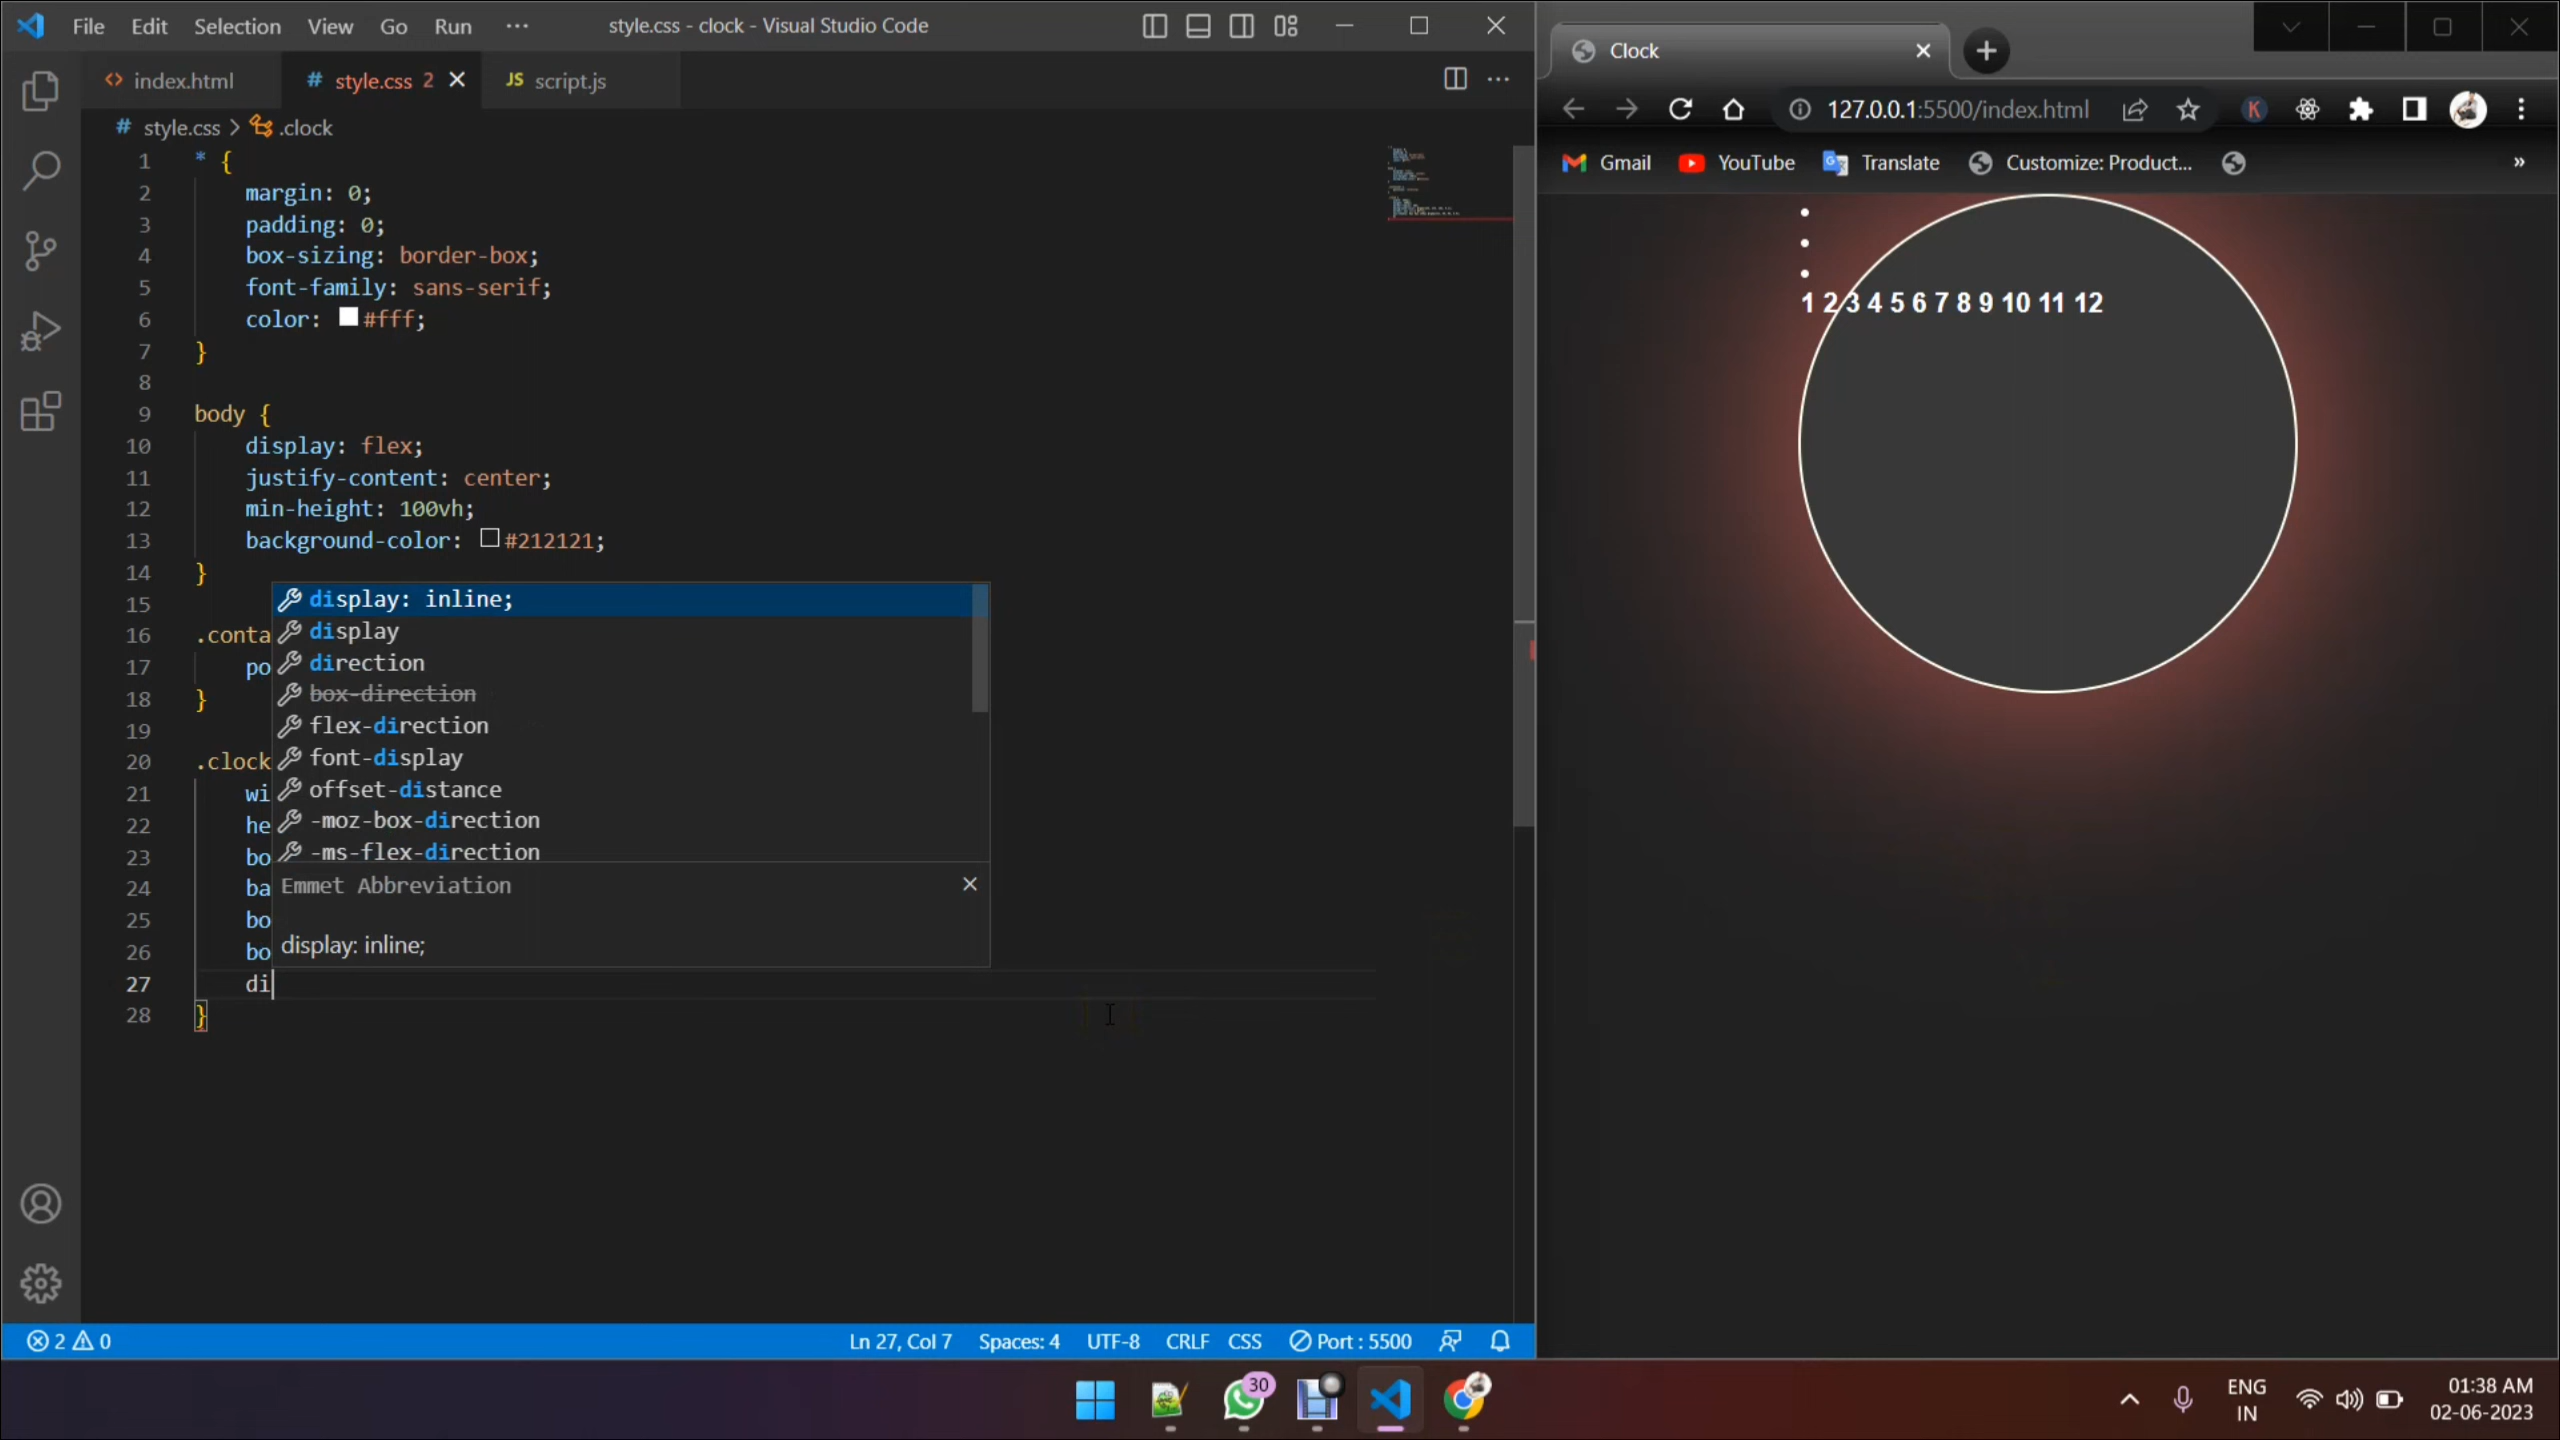 File Edit Selection View Go Run ··· style.css - clock - Visual Studio Code
index.html # style.css 2 JS script.js
# style.css > .clock
1 * {
2 margin: 0;
3 padding: 0;
4 box-sizing: border-box;
5 font-family: sans-serif;
6 color: #fff;
7 }
8
9 body {
10 display: flex;
11 justify-content: center;
12 min-height: 100vh;
13 background-color: #212121;
14 }
15
16 .conta
17 po
18 }
19
20 .clock
21 wi
22 he
23 bo
24 ba
25 bo
26 bo
27 di
28 }
display: inline;
display
direction
box-direction
flex-direction
font-display
offset-distance
-moz-box-direction
-ms-flex-direction
Emmet Abbreviation
display: inline;
2 0 Ln 27, Col 7 Spaces: 4 UTF-8 CRLF CSS Port : 5500
Clock
127.0.0.1:5500/index.html K
Gmail YouTube Translate Customize: Product... »
1 2 3 4 5 6 7 8 9 10 11 12
30
ENG
IN
01:38 AM
02-06-2023